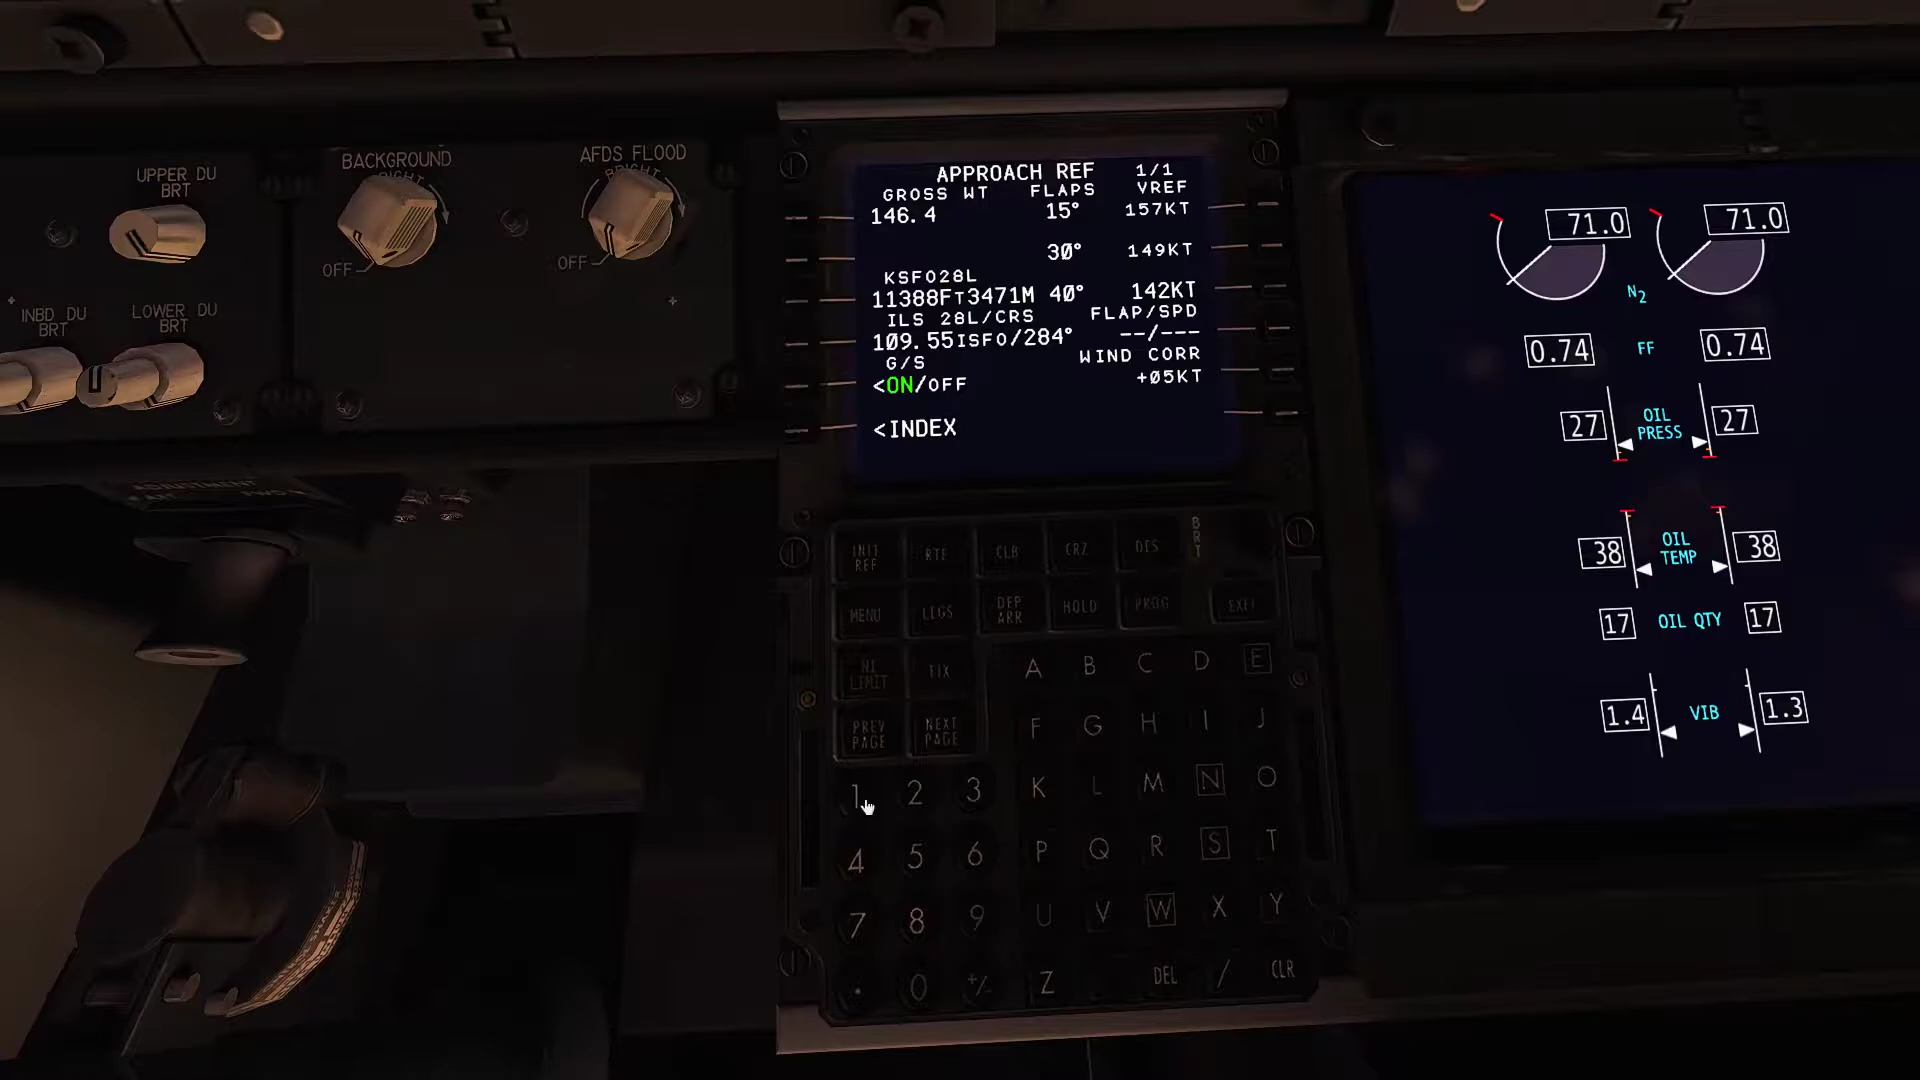 UPPER DU
BRT
BACKGROUND
OFF
AFDS FLOOD
BRIGHT
OFF
INBD DU
BRT
LOWER DU
BRT
APPROACH REF 1/1
GROSS WT FLAPS VREF
146.4 15° 157KT
30° 149KT
KSFO28L
11388FT3471M 40° 142KT
ILS 28L/CRS FLAP/SPD
109.55ISFO/284° --/---
G/S WIND CORR
<ON/OFF +05KT
<INDEX
INIT
REF
RTE
CLB
CRZ
DES
BRT
MENU
LEGS
DEP
ARR
HOLD
PROG
EXEC
N1
LIMIT
FIX
PREV
PAGE
NEXT
PAGE
A B C D E
F G H I J
K L M N O
P Q R S T
U V W X Y
Z DEL / CLR
1 2 3
4 5 6
7 8 9
. 0 +/-
71.0 71.0
N2
0.74 FF 0.74
27 OIL
PRESS 27
38 OIL
TEMP 38
17 OIL QTY 17
1.4 VIB 1.3